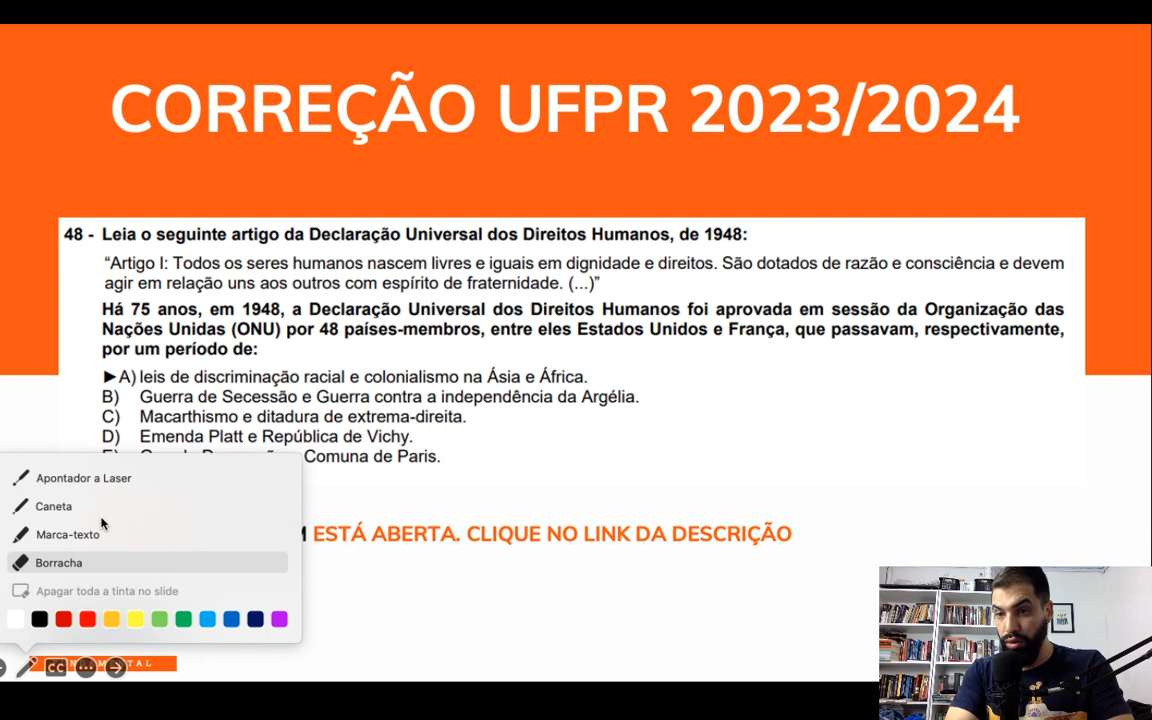 CORREÇÃO UFPR 2023/2024
48 - Leia o seguinte artigo da Declaração Universal dos Direitos Humanos, de 1948:
“Artigo I: Todos os seres humanos nascem livres e iguais em dignidade e direitos. São dotados de razão e consciência e devem
agir em relação uns aos outros com espírito de fraternidade. (...)”
Há 75 anos, em 1948, a Declaração Universal dos Direitos Humanos foi aprovada em sessão da Organização das
Nações Unidas (ONU) por 48 países-membros, entre eles Estados Unidos e França, que passavam, respectivamente,
por um período de:
►A) leis de discriminação racial e colonialismo na Ásia e África.
B) Guerra de Secessão e Guerra contra a independência da Argélia.
C) Macarthismo e ditadura de extrema-direita.
D) Emenda Platt e República de Vichy.
Comuna de Paris.
Apontador a Laser
Caneta
Marca-texto
Borracha
Apagar toda a tinta no slide
ESTÁ ABERTA. CLIQUE NO LINK DA DESCRIÇÃO
CC